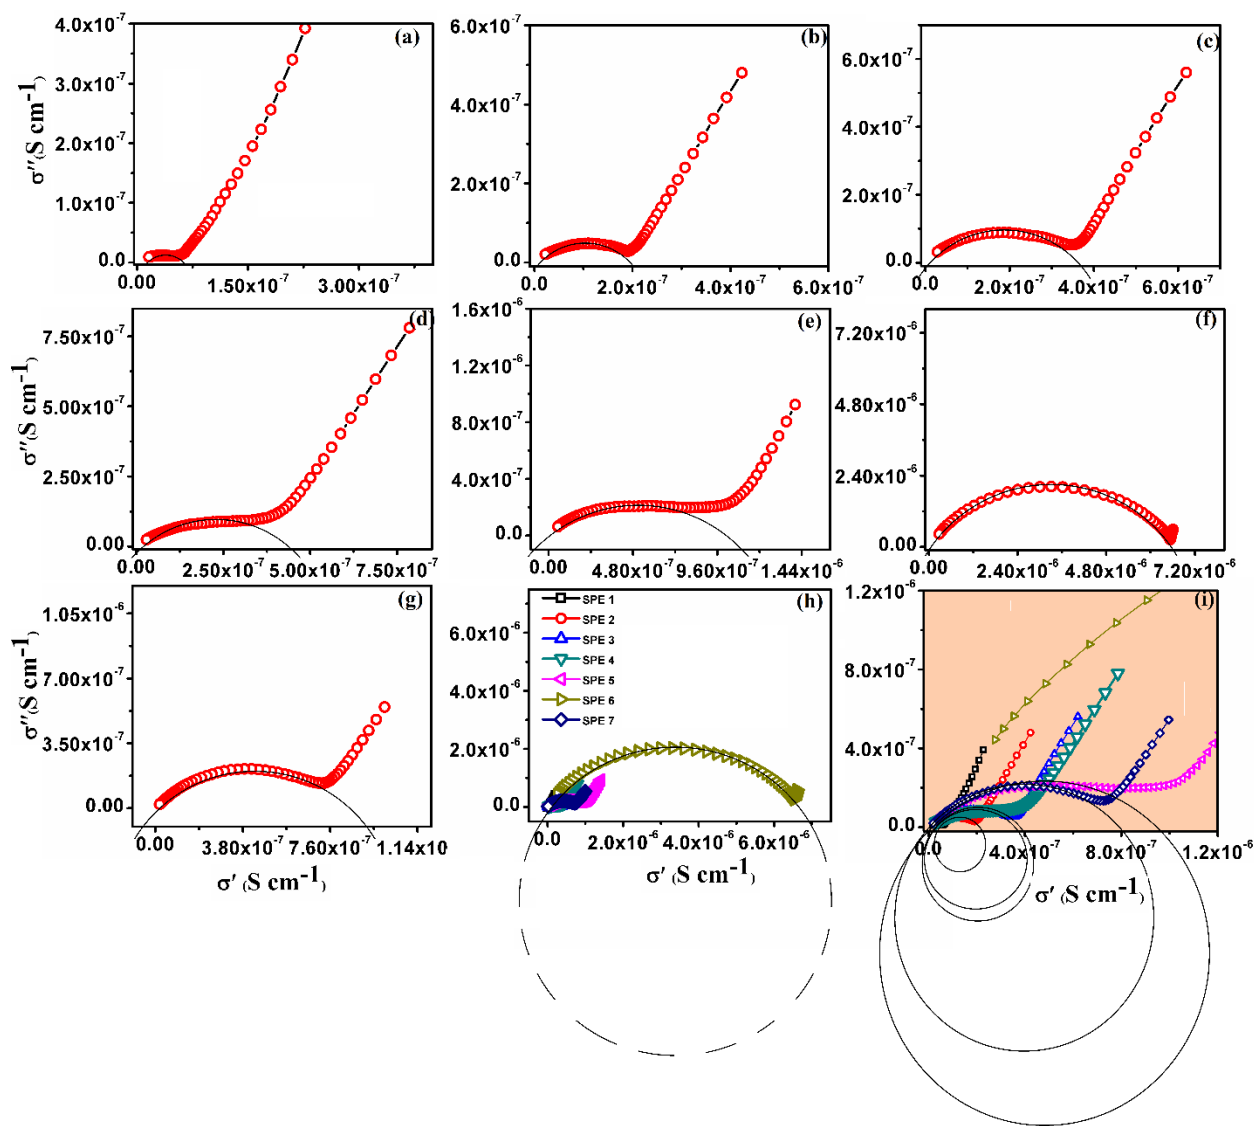 4.0x10-7
3.0x10-7
2.0x10-7
1.0x10-7
0.0
0.00 1.50x10-7 3.00x10-7
σ″(S cm-1)
(a)
6.0x10-7
4.0x10-7
2.0x10-7
0.0
0.0 2.0x10-7 4.0x10-7 6.0x10-7
(b)
6.0x10-7
4.0x10-7
2.0x10-7
0.0
0.0 2.0x10-7 4.0x10-7 6.0x10-7
(c)
7.50x10-7
5.00x10-7
2.50x10-7
0.00
0.00 2.50x10-7 5.00x10-7 7.50x10-7
σ″(S cm-1)
(d)
1.6x10-6
1.2x10-6
8.0x10-7
4.0x10-7
0.0
0.00 4.80x10-7 9.60x10-7 1.44x10-6
(e)
7.20x10-6
4.80x10-6
2.40x10-6
0.00
0.00 2.40x10-6 4.80x10-6 7.20x10-6
(f)
1.05x10-6
7.00x10-7
3.50x10-7
0.00
0.00 3.80x10-7 7.60x10-7 1.14x10
σ″(S cm-1)
σ′ (S cm-1)
(g)
6.0x10-6
4.0x10-6
2.0x10-6
0.0
0.0 2.0x10-6 4.0x10-6 6.0x10-6
σ′ (S cm-1)
(h)
SPE 1
SPE 2
SPE 3
SPE 4
SPE 5
SPE 6
SPE 7
1.2x10-6
8.0x10-7
4.0x10-7
0.0
0.0 4.0x10-7 8.0x10-7 1.2x10-6
σ′ (S cm-1)
(i)